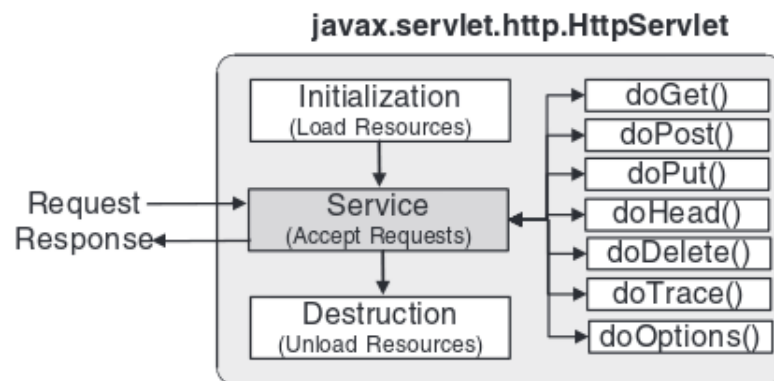 javax.servlet.http.HttpServlet
Initialization
(Load Resources)
Request
Response
Service
(Accept Requests)
Destruction
(Unload Resources)
doGet()
doPost()
doPut()
doHead()
doDelete()
doTrace()
doOptions()